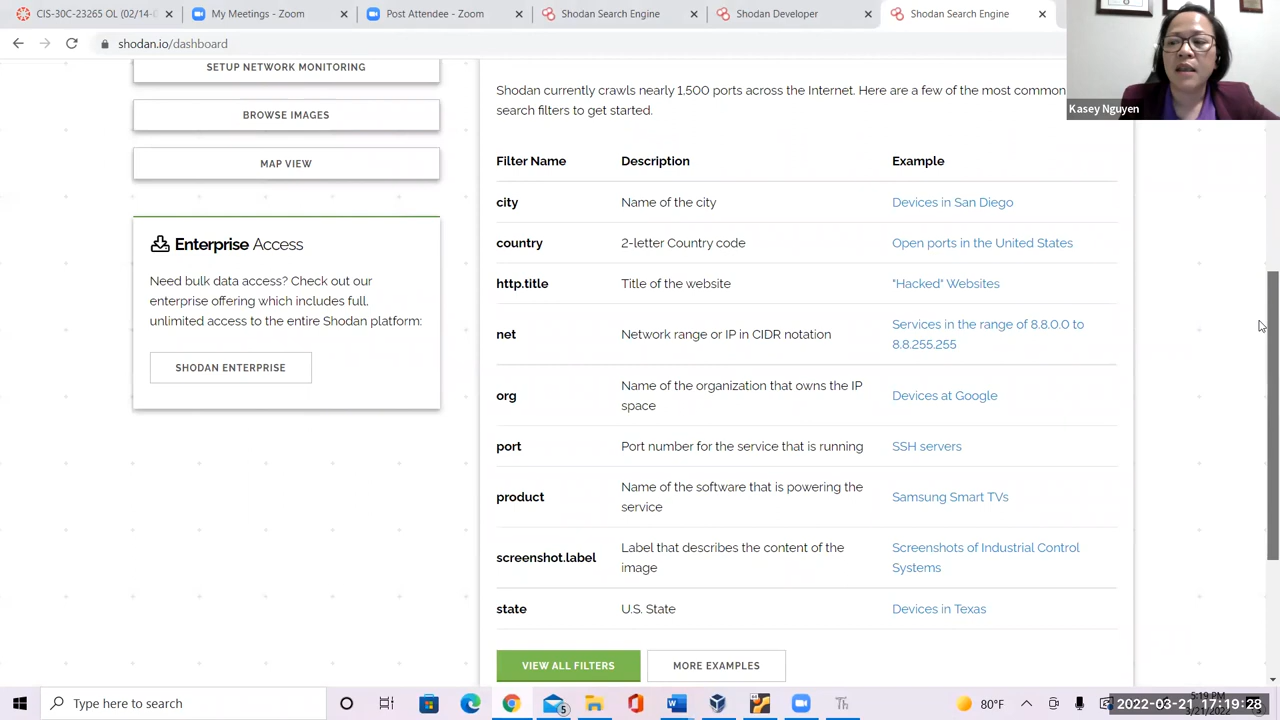 CIS-30C-23265 OL (02/14-
My Meetings - Zoom
Post Attendee - Zoom
Shodan Search Engine
Shodan Developer
Shodan Search Engine
shodan.io/dashboard
Kasey Nguyen
SETUP NETWORK MONITORING
BROWSE IMAGES
MAP VIEW
Enterprise Access
Need bulk data access? Check out our
enterprise offering which includes full.
unlimited access to the entire Shodan platform:
SHODAN ENTERPRISE
Shodan currently crawls nearly 1,500 ports across the Internet. Here are a few of the most common
search filters to get started.
Filter Name Description Example
city Name of the city Devices in San Diego
country 2-letter Country code Open ports in the United States
http.title Title of the website "Hacked" Websites
net Network range or IP in CIDR notation Services in the range of 8.8.0.0 to
8.8.255.255
org Name of the organization that owns the IP
space Devices at Google
port Port number for the service that is running SSH servers
product Name of the software that is powering the
service Samsung Smart TVs
screenshot.label Label that describes the content of the
image Screenshots of Industrial Control
Systems
state U.S. State Devices in Texas
VIEW ALL FILTERS
MORE EXAMPLES
Type here to search
5
80°F
5:19 PM
2022-03-21 17:19:28
3/21/2022